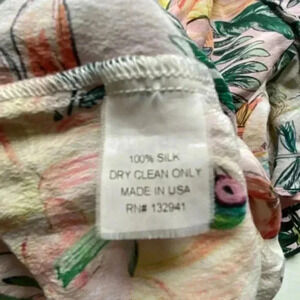 100% SILK
DRY CLEAN ONLY
MADE IN USA
RN# 132941